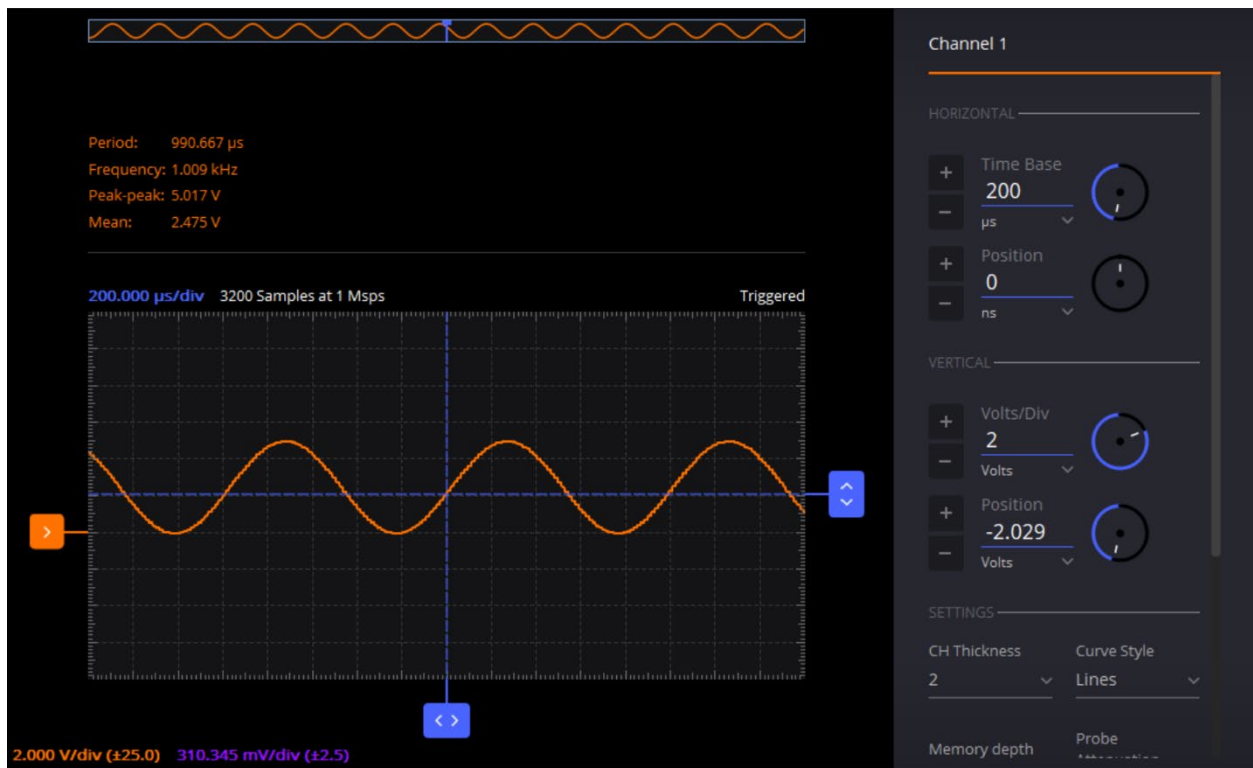 Channel 1
HORIZONTAL
Period: 990.667 µs
Frequency: 1.009 kHz
Peak-peak: 5.017 V
Mean: 2.475 V
+ Time Base
200
−
µs
+ Position
0
−
ns
200.000 µs/div 3200 Samples at 1 Msps Triggered
VERTICAL
+ Volts/Div
2
−
Volts
+ Position
-2.029
−
Volts
SETTINGS
CH Thickness Curve Style
2 Lines
Memory depth Probe
2.000 V/div (±25.0) 310.345 mV/div (±2.5)